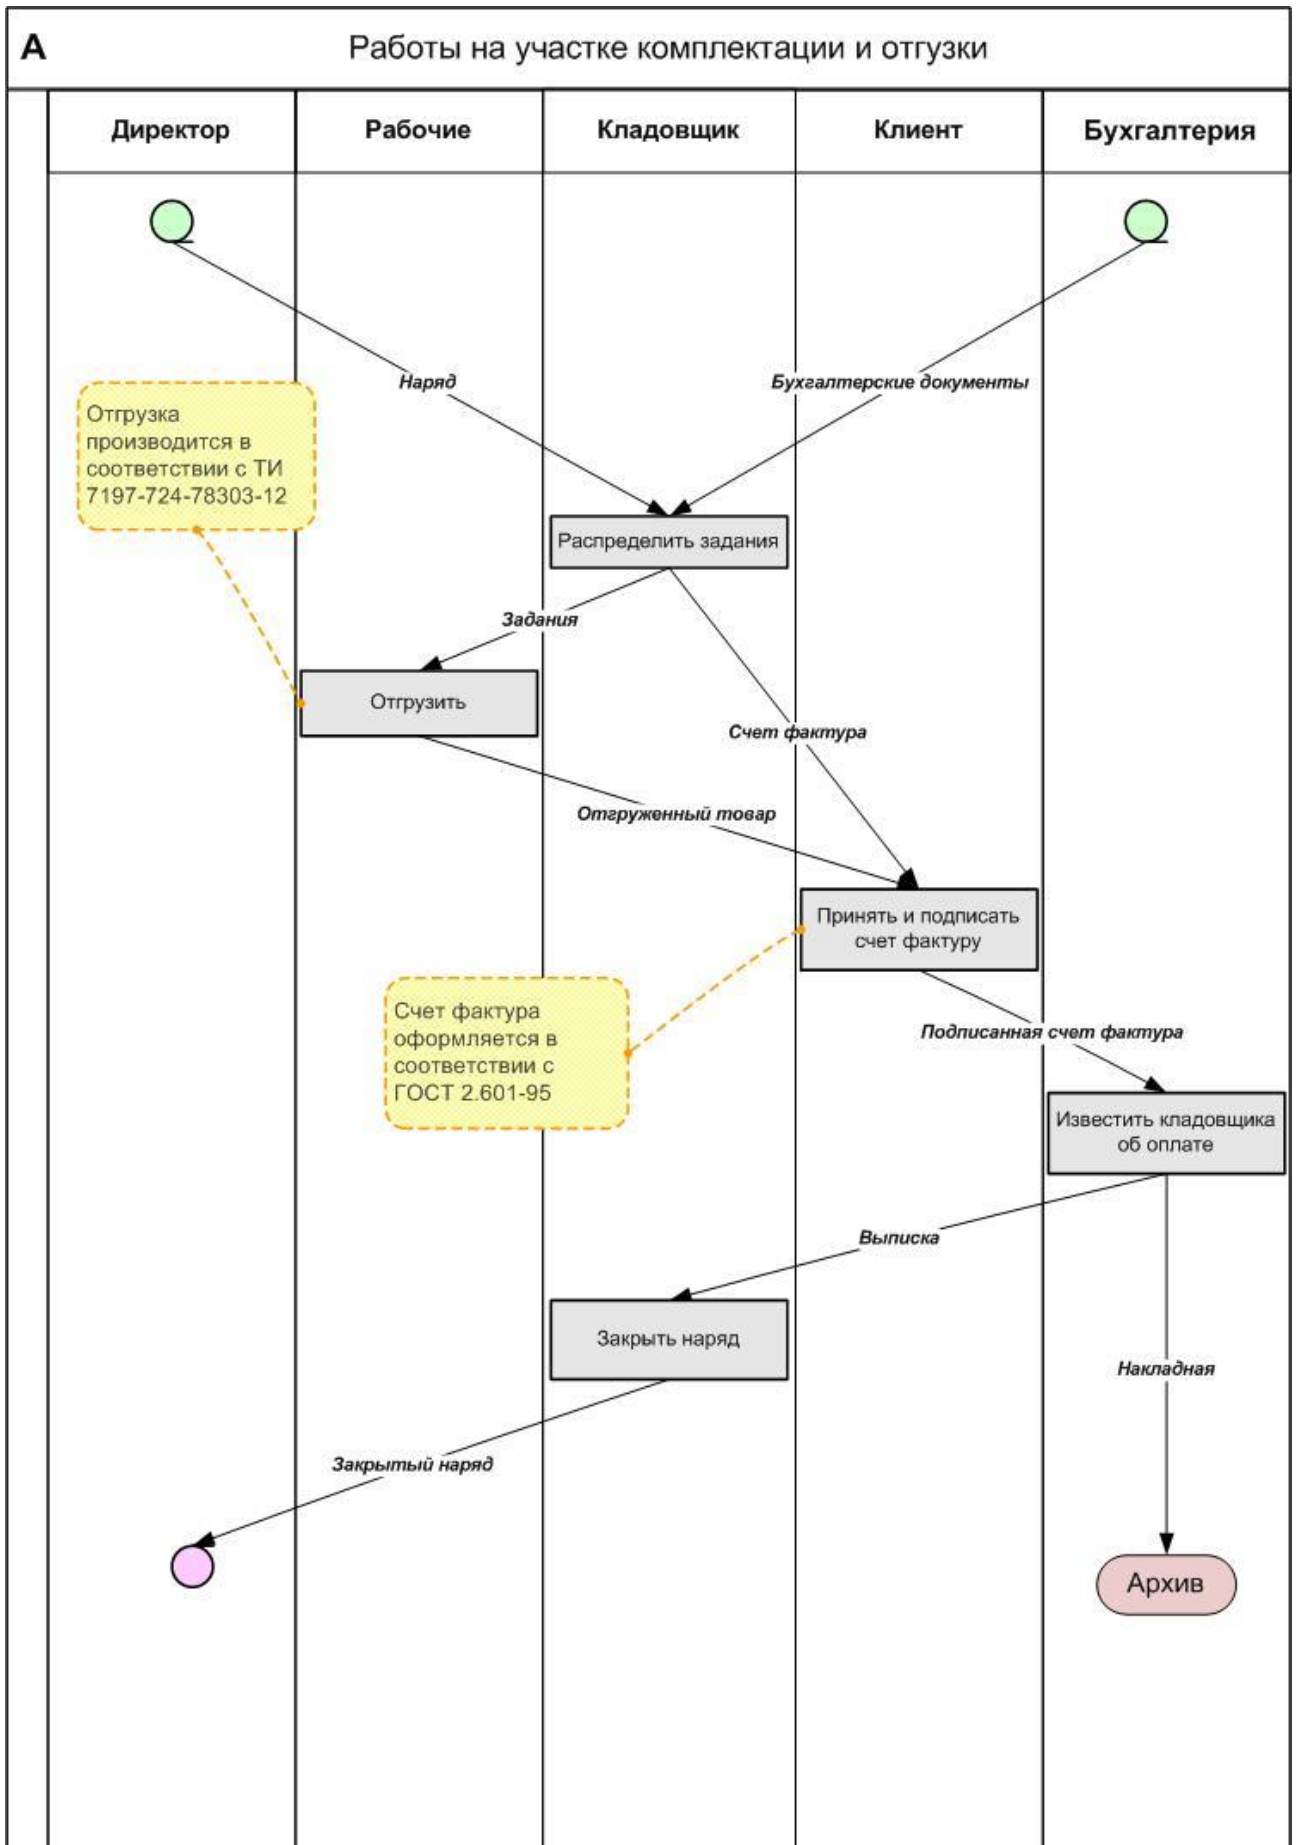 A
Работы на участке комплектации и отгузки
Директор
Рабочие
Кладовщик
Клиент
Бухгалтерия
Наряд
Бухгалтерские документы
Отгрузка
производится в
соответствии с ТИ
7197-724-78303-12
Распределить задания
Задания
Отгрузить
Счет фактура
Отгруженный товар
Принять и подписать
счет фактуру
Счет фактура
оформляется в
соответствии с
ГОСТ 2.601-95
Подписанная счет фактура
Известить кладовщика
об оплате
Выписка
Закрыть наряд
Накладная
Закрытый наряд
Архив